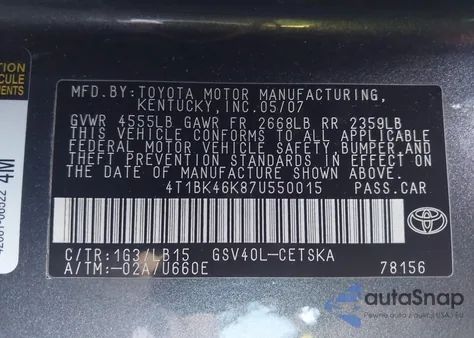 MFD.BY:TOYOTA MOTOR MANUFACTURING,
KENTUCKY,INC.05/07
GVWR 4555LB GAWR FR 2668LB RR 2359LB
THIS VEHICLE CONFORMS TO ALL APPLICABLE
FEDERAL MOTOR VEHICLE SAFETY,BUMPER,AND
THEFT PREVENTION STANDARDS IN EFFECT ON
THE DATE OF MANUFACTURE SHOWN ABOVE.
4T1BK46K87U550015 PASS.CAR
C/TR:1G3/LB15 GSV40L-CETSKA
A/TM:-02A/U660E 78156
TOYOTA
4M
autoSnap